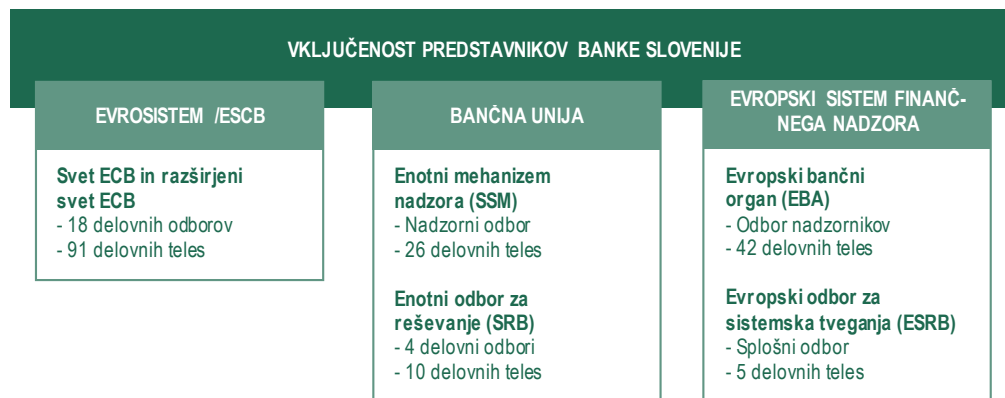 VKLJUČENOST PREDSTAVNIKOV BANKE SLOVENIJE
EVROSISTEM /ESCB
Svet ECB in razširjeni
svet ECB
- 18 delovnih odborov
- 91 delovnih teles
BANČNA UNIJA
Enotni mehanizem
nadzora (SSM)
- Nadzorni odbor
- 26 delovnih teles
Enotni odbor za
reševanje (SRB)
- 4 delovni odbori
- 10 delovnih teles
EVROPSKI SISTEM FINANČ-
NEGA NADZORA
Evropski bančni
organ (EBA)
- Odbor nadzornikov
- 42 delovnih teles
Evropski odbor za
sistemska tveganja (ESRB)
- Splošni odbor
- 5 delovnih teles